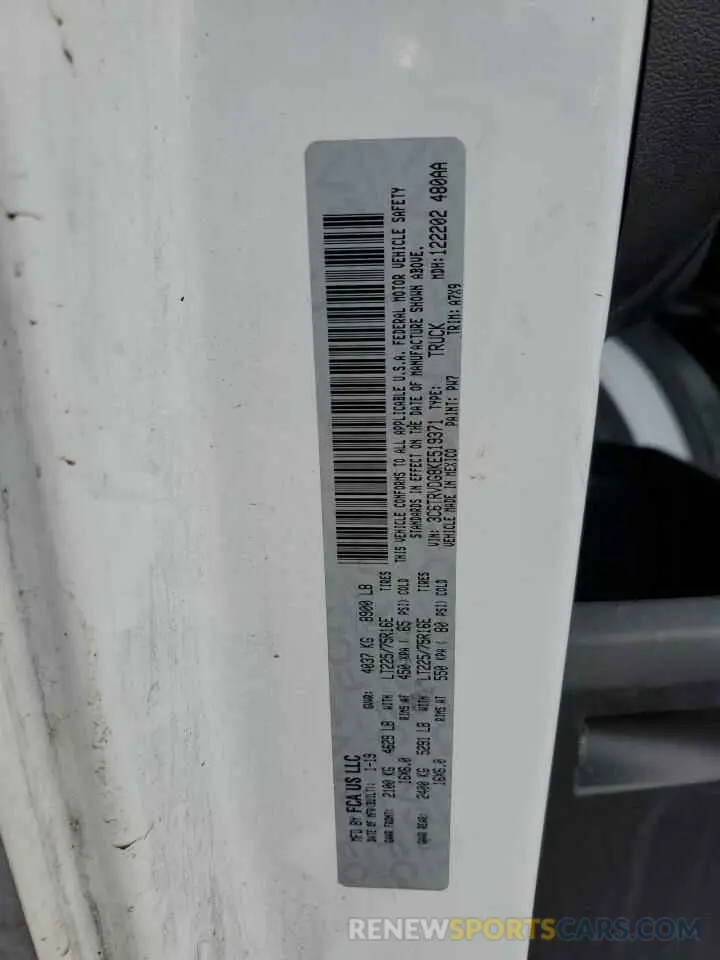 MFD BY FCA US LLC
DATE OF MFR(BUILT): 1-19 GVWR: 4037 KG 8900 LB
GAWR FRONT: 2100 KG 4629 LB WITH LT225/75R16E TIRES
16X6.0 RIMS AT 450 KPA ( 65 PSI) COLD
GAWR REAR: 2400 KG 5291 LB WITH LT225/75R16E TIRES
16X6.0 RIMS AT 550 KPA ( 80 PSI) COLD
THIS VEHICLE CONFORMS TO ALL APPLICABLE U.S.A. FEDERAL MOTOR VEHICLE SAFETY
STANDARDS IN EFFECT ON THE DATE OF MANUFACTURE SHOWN ABOVE.
VIN: 3C6TRVDG8KE519371 TYPE: TRUCK MDH: 122202 480AA
VEHICLE MADE IN MEXICO PAINT: PW7 TRIM: A7X9
RENEWSPORTSCARS.COM